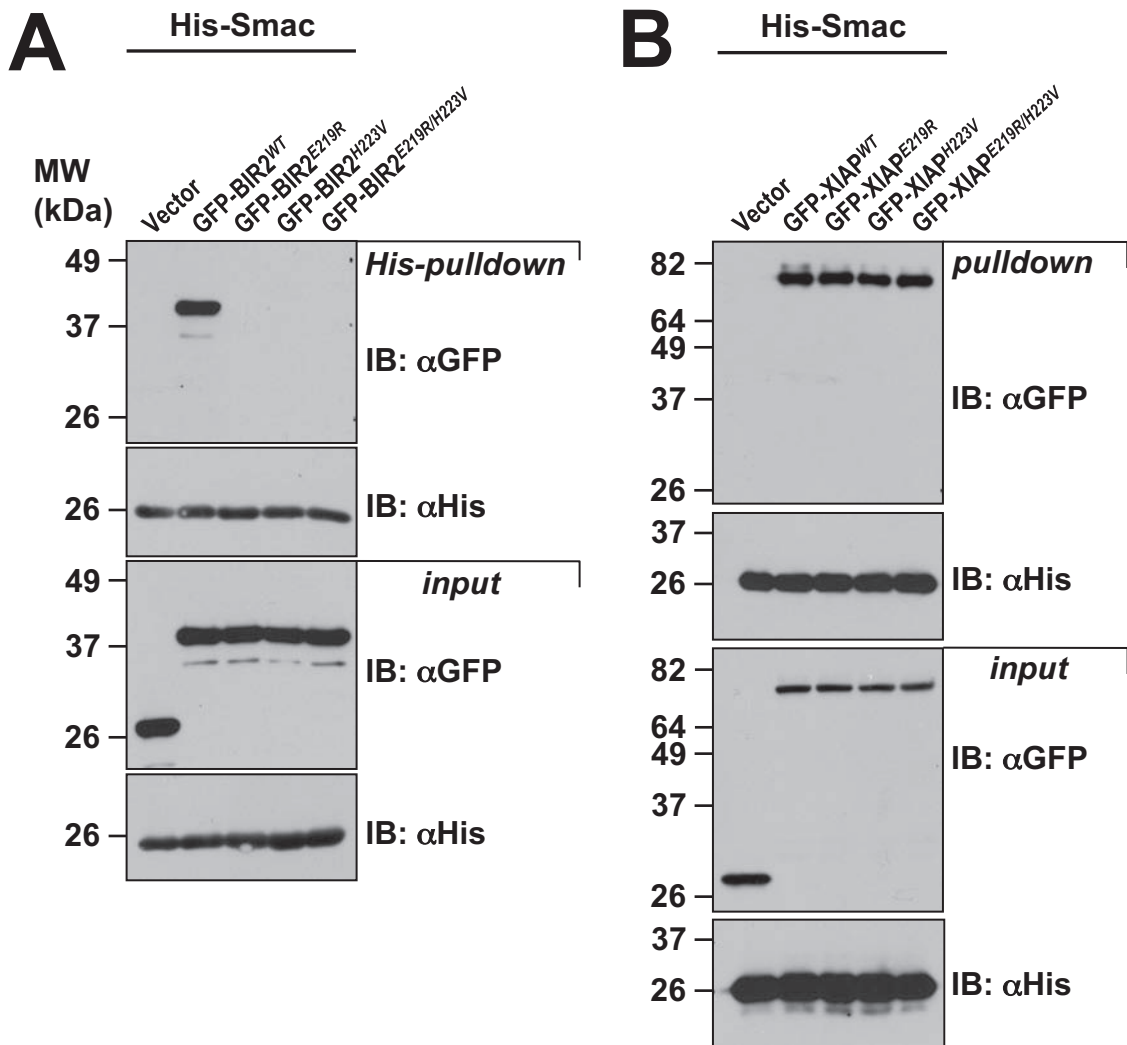 A
His-Smac
MW
(kDa)
Vector
GFP-BIR2WT
GFP-BIR2E219R
GFP-BIR2H223V
GFP-BIR2E219R/H223V
49
37
26
His-pulldown
IB: αGFP
26
IB: αHis
49
37
26
input
IB: αGFP
26
IB: αHis
B
His-Smac
Vector
GFP-XIAPWT
GFP-XIAPE219R
GFP-XIAPH223V
GFP-XIAPE219R/H223V
82
64
49
37
26
pulldown
IB: αGFP
37
26
IB: αHis
82
64
49
37
26
input
IB: αGFP
37
26
IB: αHis